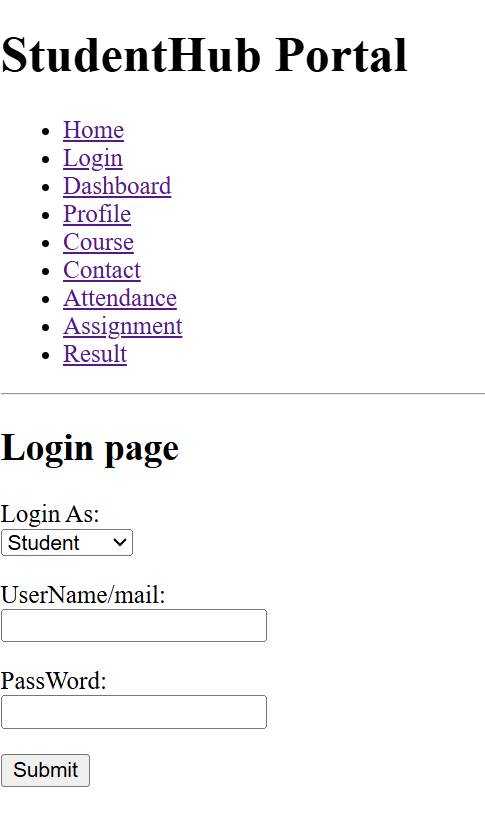 StudentHub Portal
Home
Login
Dashboard
Profile
Course
Contact
Attendance
Assignment
Result
Login page
Login As:
Student
UserName/mail:
PassWord:
Submit